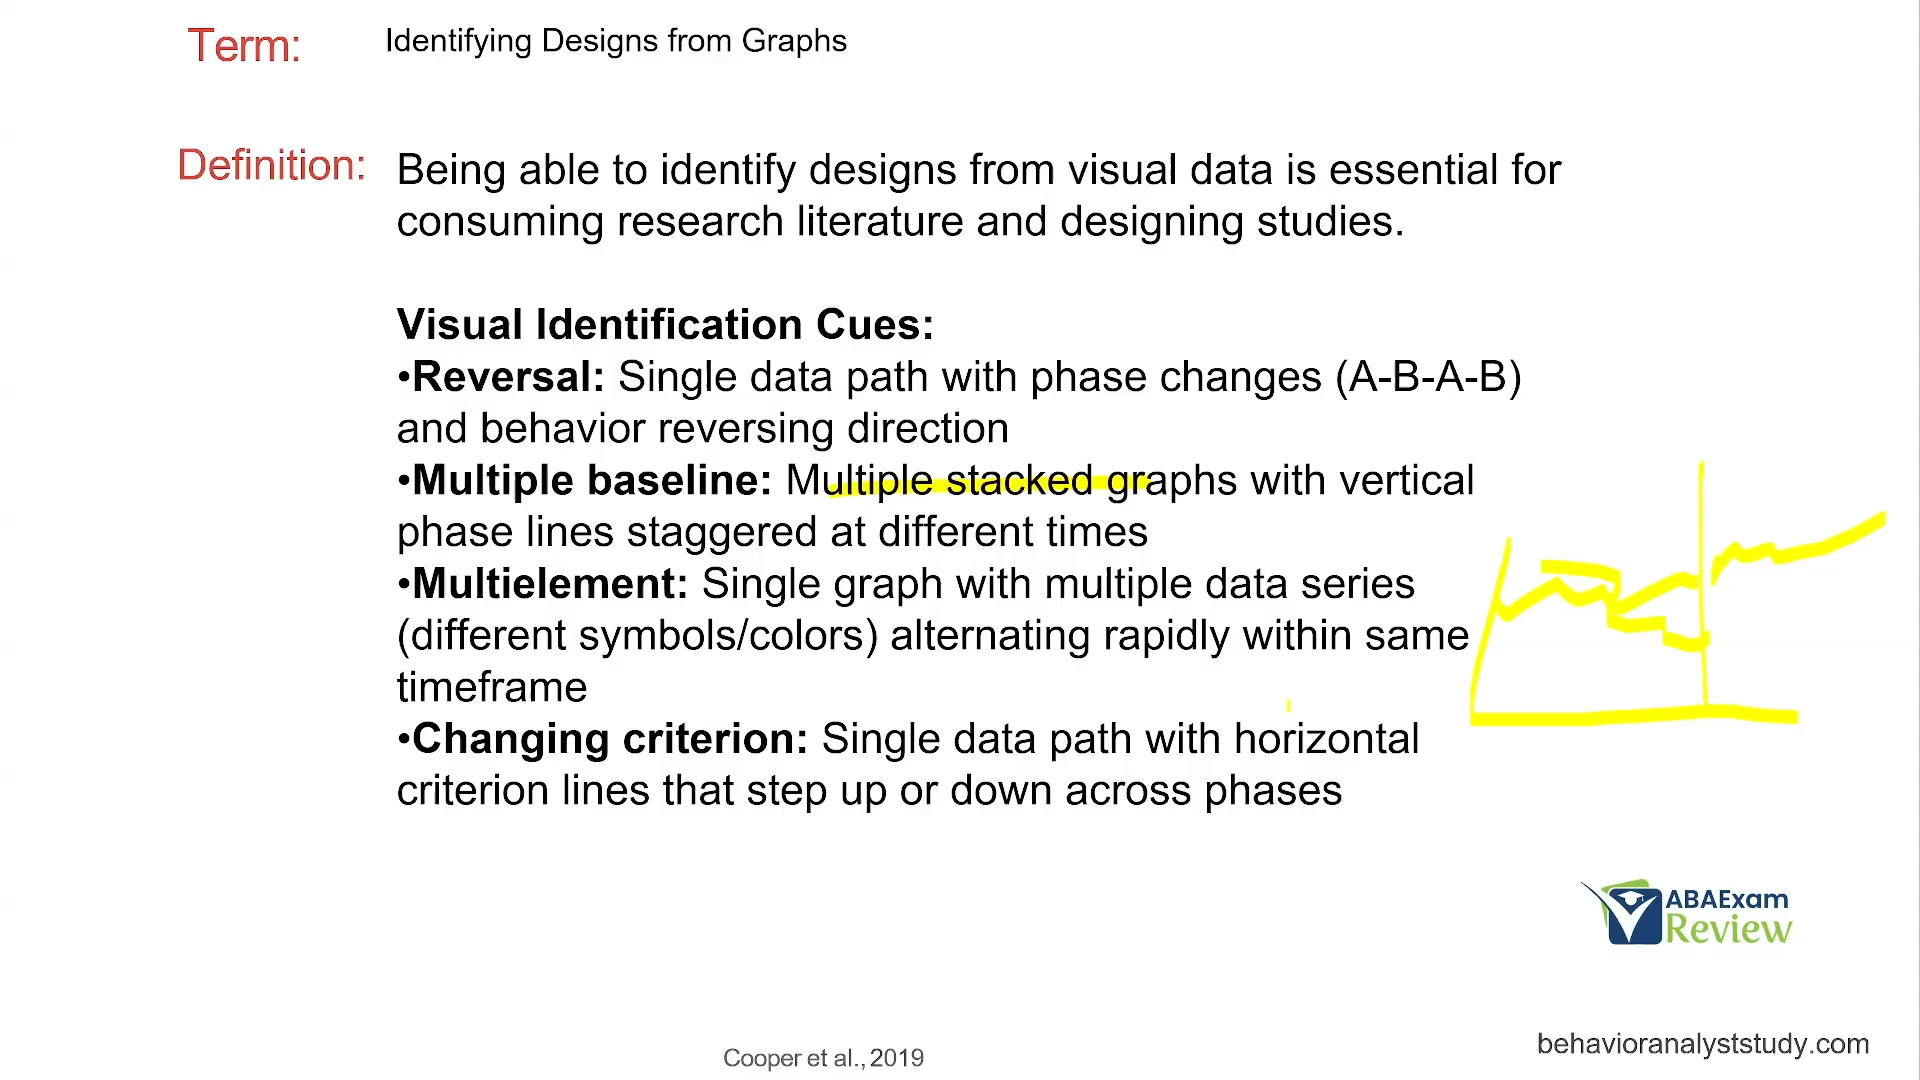 Term: Identifying Designs from Graphs
Definition: Being able to identify designs from visual data is essential for
consuming research literature and designing studies.
Visual Identification Cues:
•Reversal: Single data path with phase changes (A-B-A-B)
and behavior reversing direction
•Multiple baseline: Multiple stacked graphs with vertical
phase lines staggered at different times
•Multielement: Single graph with multiple data series
(different symbols/colors) alternating rapidly within same
timeframe
•Changing criterion: Single data path with horizontal
criterion lines that step up or down across phases
ABAExam
Review
Cooper et al., 2019
behavioranalyststudy.com